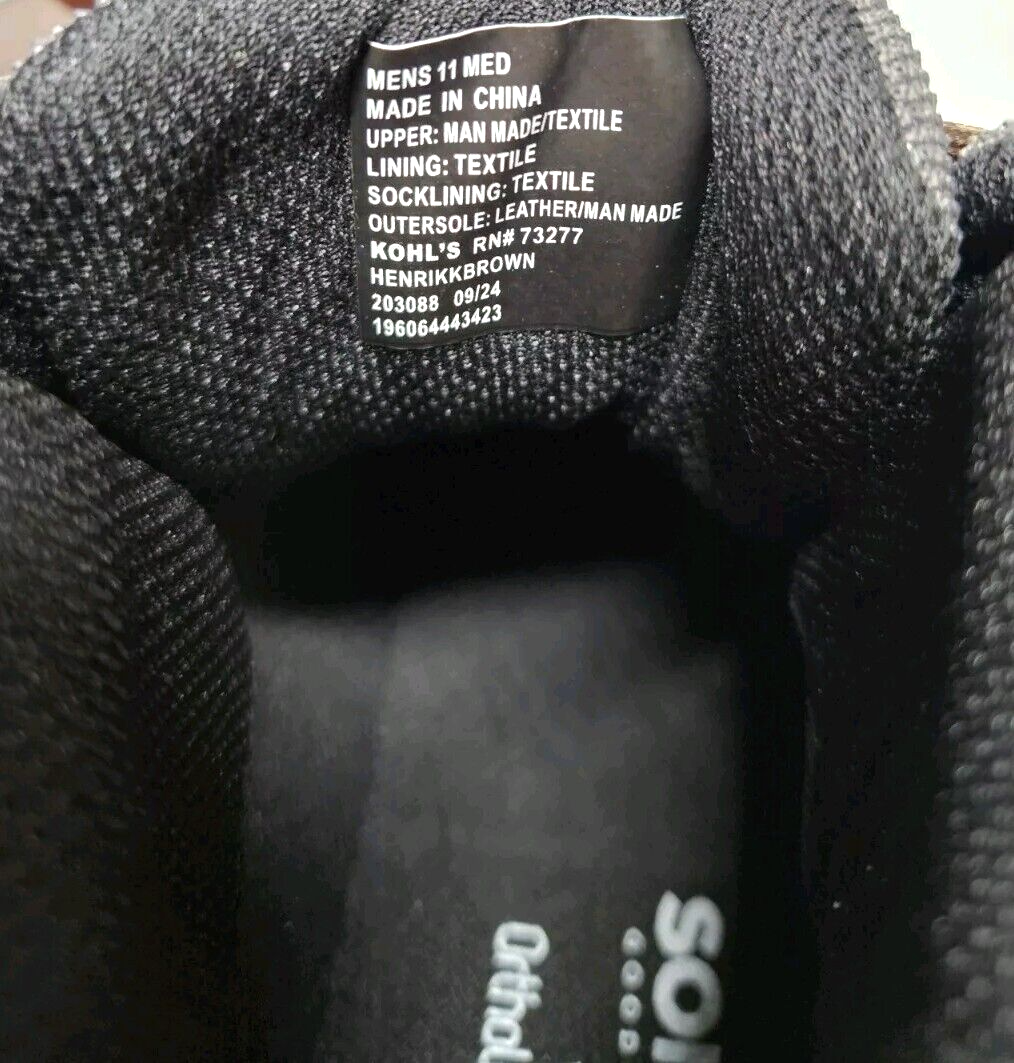 MENS 11 MED
MADE IN CHINA
UPPER: MAN MADE/TEXTILE
LINING: TEXTILE
SOCKLINING: TEXTILE
OUTERSOLE: LEATHER/MAN MADE
KOHL'S RN# 73277
HENRIKKBROWN
203088 09/24
196064443423
GOOD